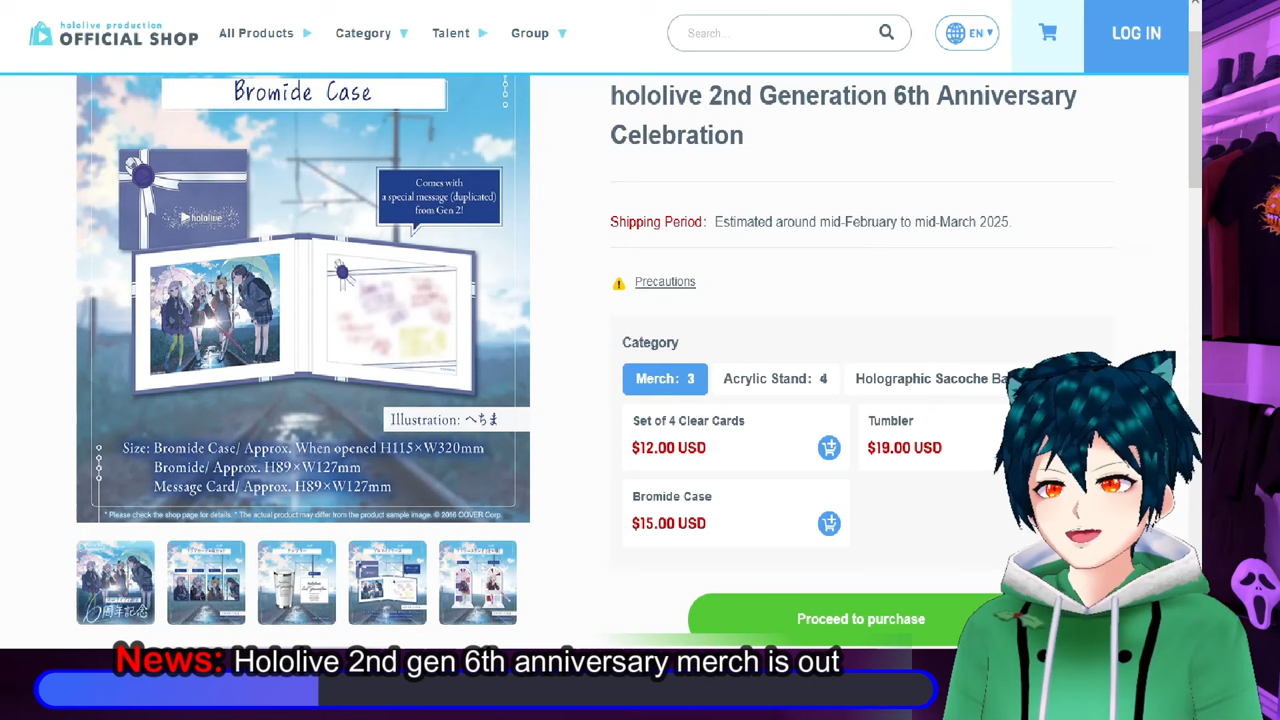 hololive production
OFFICIAL SHOP
All Products
Category
Talent
Group
Search...
EN
LOG IN
Bromide Case
hololive
Comes with
a special message (duplicated)
from Gen 2!
Illustration: へちま
Size: Bromide Case/ Approx. When opened H115×W320mm
Bromide/ Approx. H89×W127mm
Message Card/ Approx. H89×W127mm
* Please check the shop page for details. * The actual product may differ from the product sample image. © 2016 COVER Corp.
6周年記念
hololive 2nd Generation 6th Anniversary
Celebration
Shipping Period: Estimated around mid-February to mid-March 2025.
Precautions
Category
Merch: 3
Acrylic Stand: 4
Holographic Sacoche Ba
Set of 4 Clear Cards
$12.00 USD
Tumbler
$19.00 USD
Bromide Case
$15.00 USD
Proceed to purchase
News: Hololive 2nd gen 6th anniversary merch is out